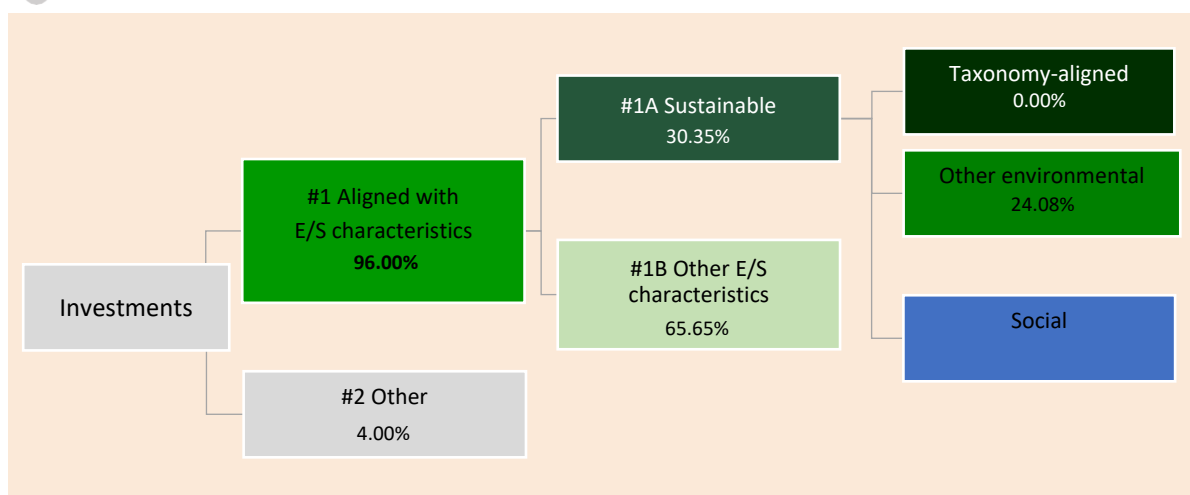 Investments
#1 Aligned with
E/S characteristics
96.00%
#2 Other
4.00%
#1A Sustainable
30.35%
#1B Other E/S
characteristics
65.65%
Taxonomy-aligned
0.00%
Other environmental
24.08%
Social